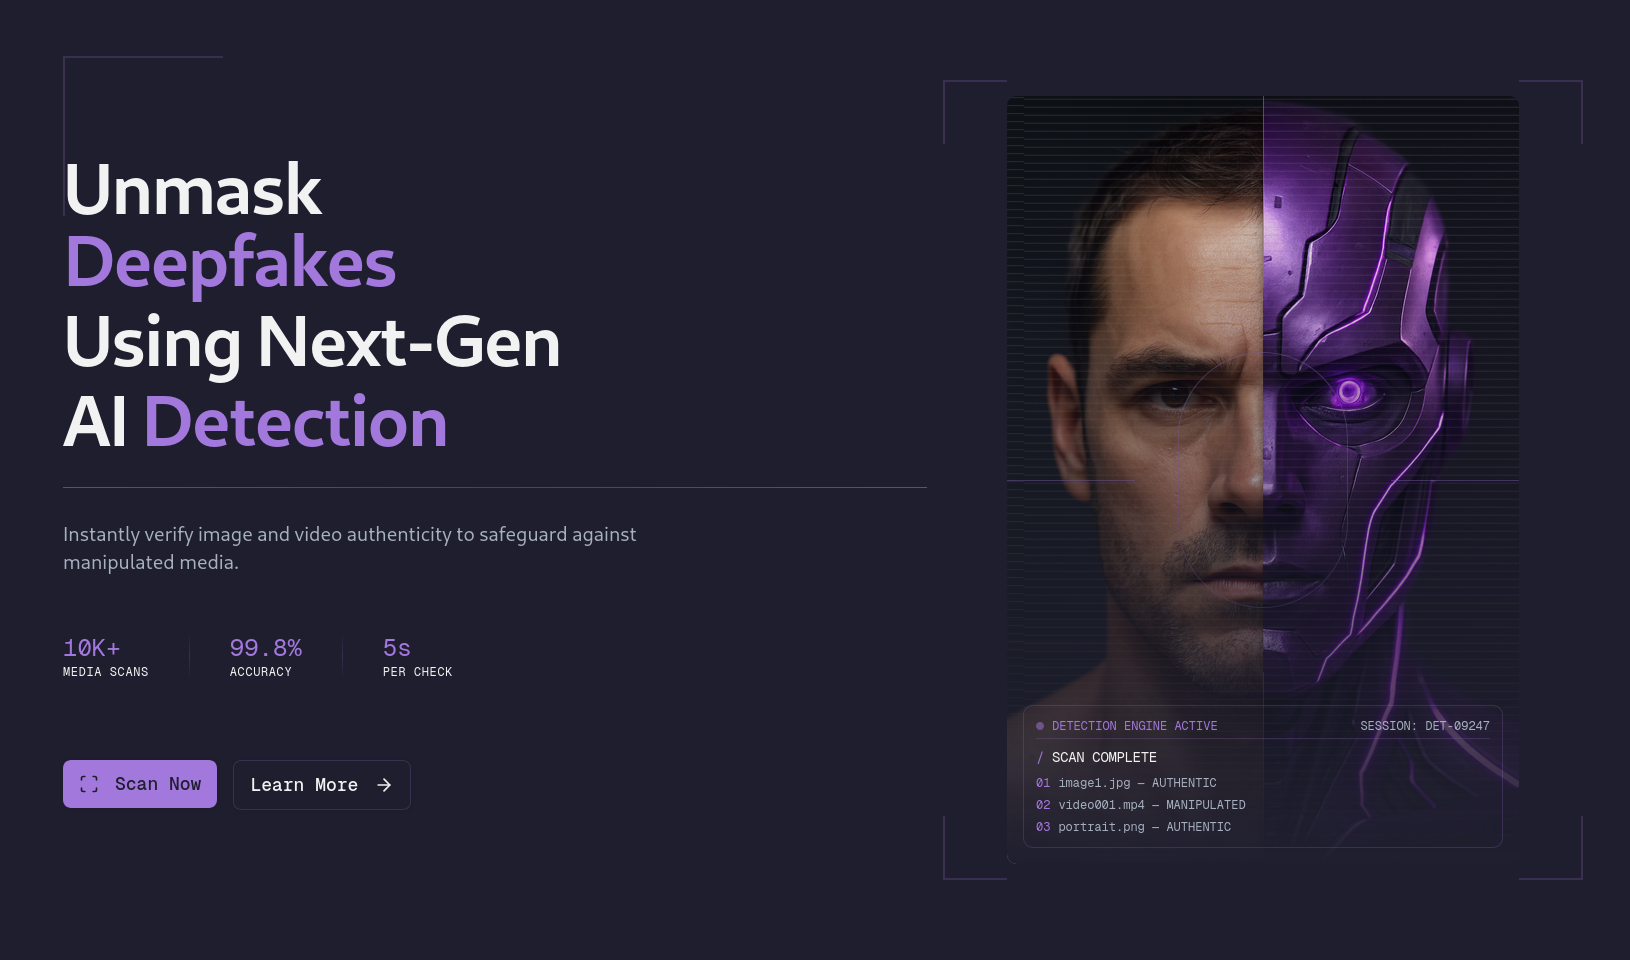 Unmask
Deepfakes
Using Next-Gen
AI Detection
Instantly verify image and video authenticity to safeguard against
manipulated media.
10K+
MEDIA SCANS
99.8%
ACCURACY
5s
PER CHECK
Scan Now
Learn More
DETECTION ENGINE ACTIVE
SESSION: DET-09247
/ SCAN COMPLETE
01 image1.jpg — AUTHENTIC
02 video001.mp4 — MANIPULATED
03 portrait.png — AUTHENTIC